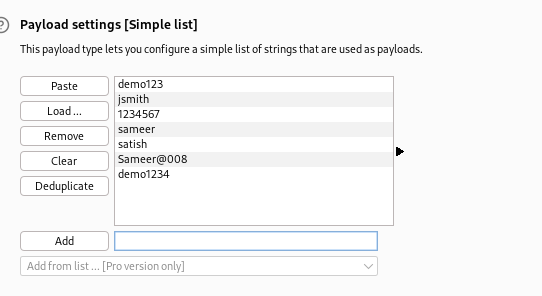 ?
Payload settings [Simple list]
This payload type lets you configure a simple list of strings that are used as payloads.
Paste
Load ...
Remove
Clear
Deduplicate
demo123
jsmith
1234567
sameer
satish
Sameer@008
demo1234
Add
Add from list ... [Pro version only]